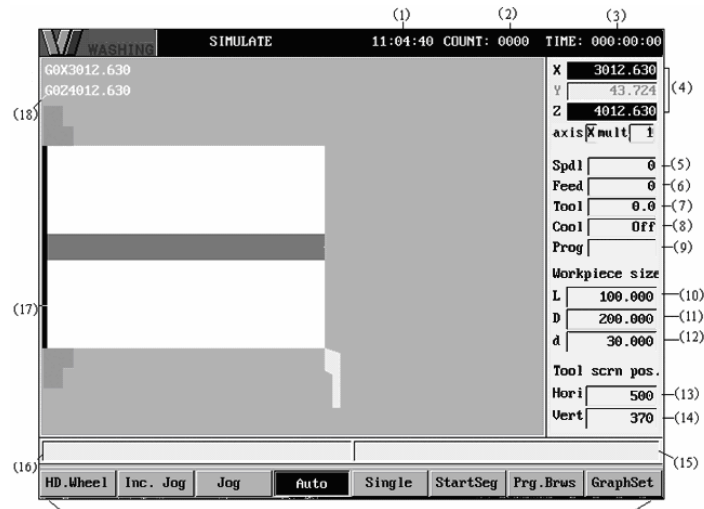 (1) (2) (3)
W WASHING SIMULATE 11:04:40 COUNT: 0000 TIME: 000:00:00
G0X3012.630
G0Z4012.630
X 3012.630
Y 43.724
(4)
Z 4012.630
(18)
axis X mult 1
Spdl 0 (5)
Feed 0 (6)
Tool 0.0 (7)
Cool Off (8)
Prog (9)
Workpiece size
L 100.000 (10)
(17)
D 200.000 (11)
d 30.000 (12)
Tool scrn pos.
Hori 500 (13)
Vert 370 (14)
(16) (15)
HD.Wheel Inc. Jog Jog Auto Single StartSeg Prg.Brws GraphSet